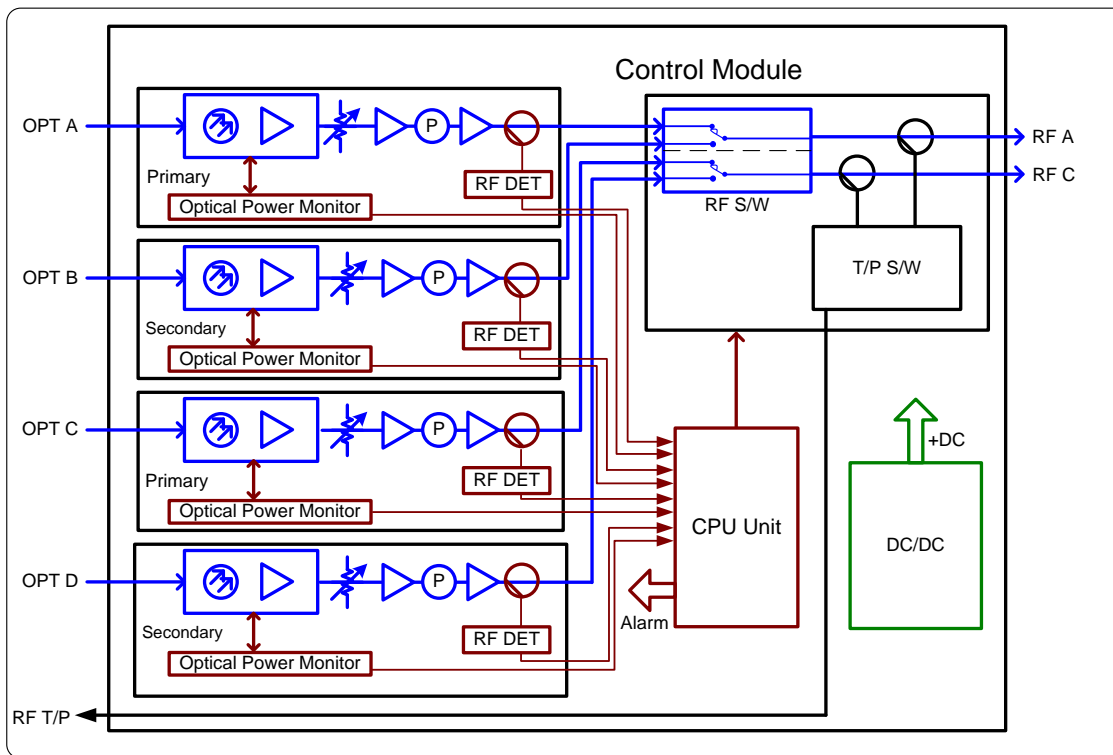 Control Module
OPT A
P
RF A
Primary
RF DET
RF C
Optical Power Monitor
RF S/W
OPT B
P
T/P S/W
Secondary
RF DET
Optical Power Monitor
OPT C
P
+DC
Primary
RF DET
Optical Power Monitor
CPU Unit
DC/DC
OPT D
P
Alarm
Secondary
RF DET
Optical Power Monitor
RF T/P